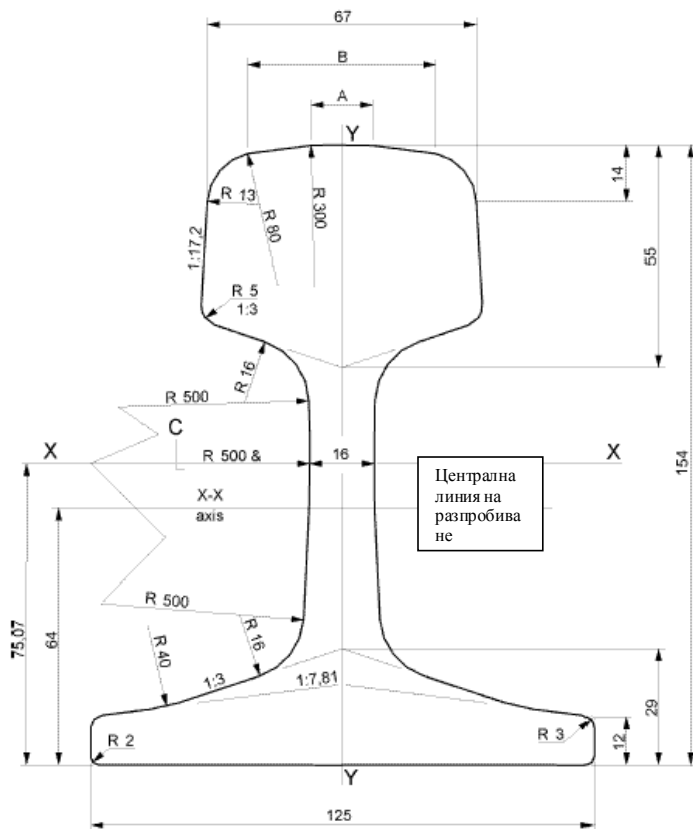 67
B
A
Y
14
R 13
R 80
R 300
55
1:17,2
R 5
1:3
R 16
R 500
C
X
R 500 &
16
X
154
Централна
линия на
разпробива
не
X-X
axis
R 500
75,07
64
R 40
R 16
1:3
1:7,81
29
R 2
R 3
12
Y
125